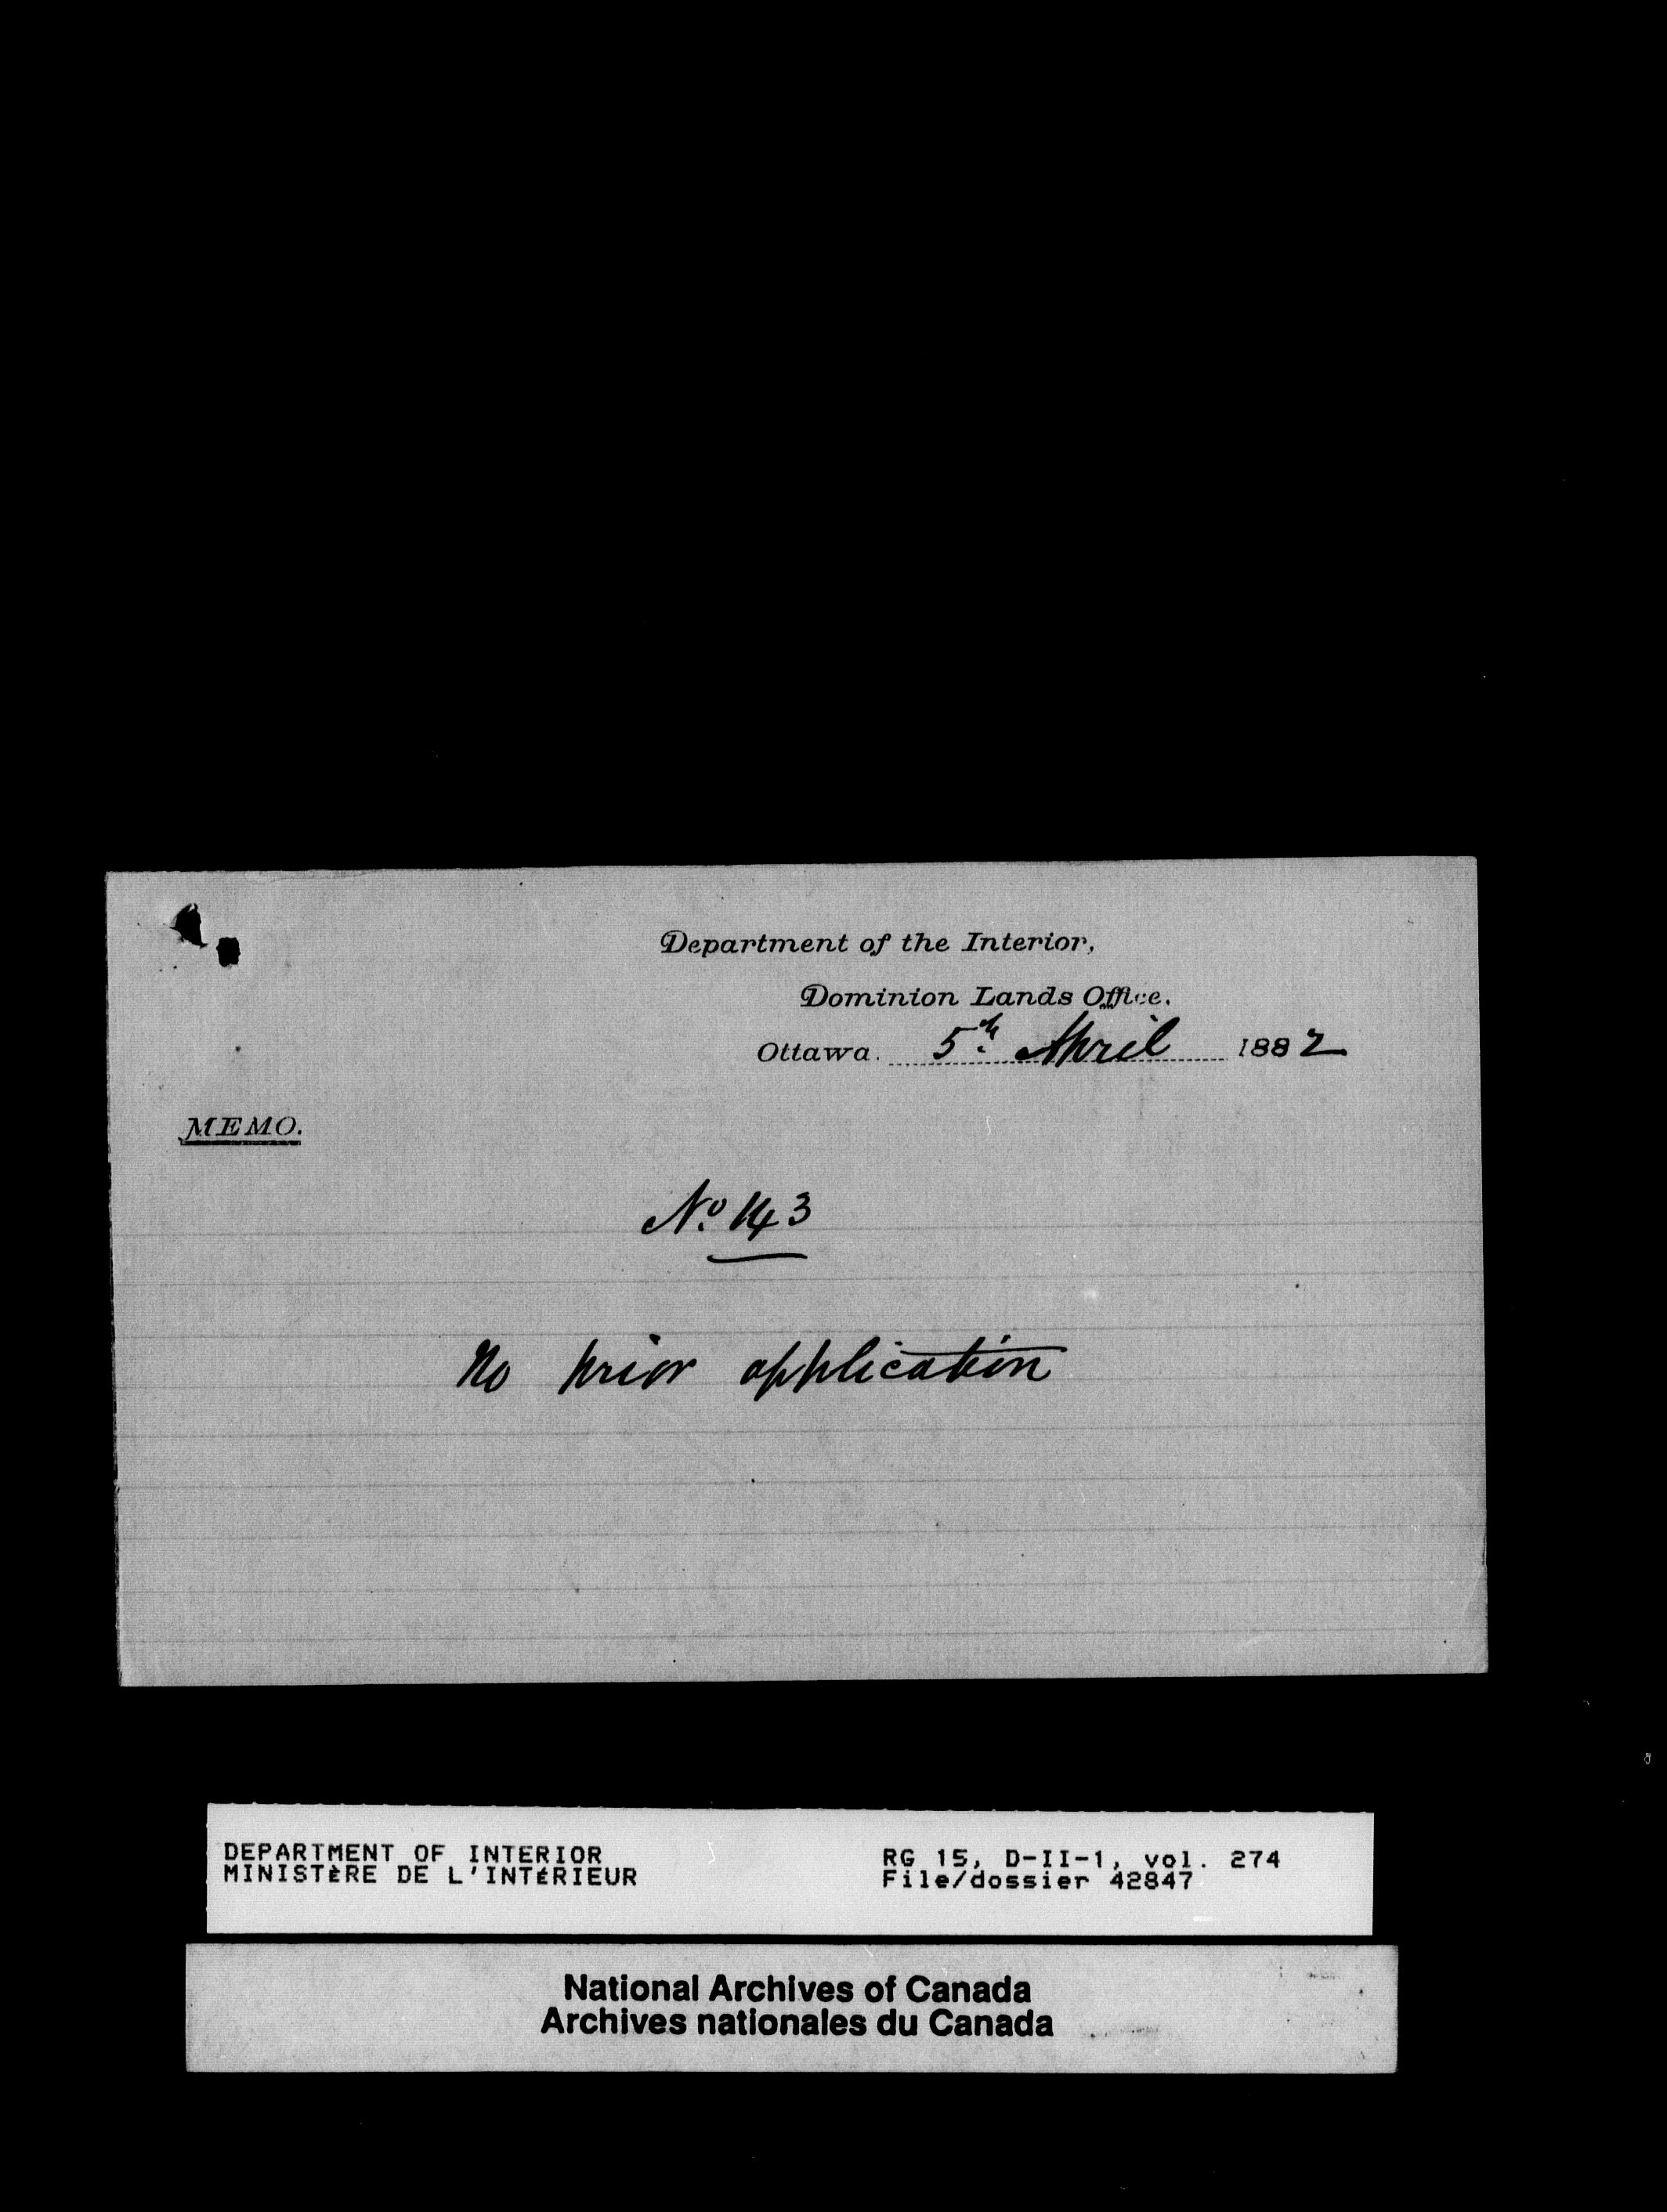 Department of the Interior,
Dominion Lands Office.
Ottawa. 5th April 1882
MEMO.
No. 143
No prior application
DEPARTMENT OF INTERIOR
MINISTÈRE DE L'INTÉRIEUR
RG 15, D-II-1, vol. 274
File/dossier 42847
National Archives of Canada
Archives nationales du Canada